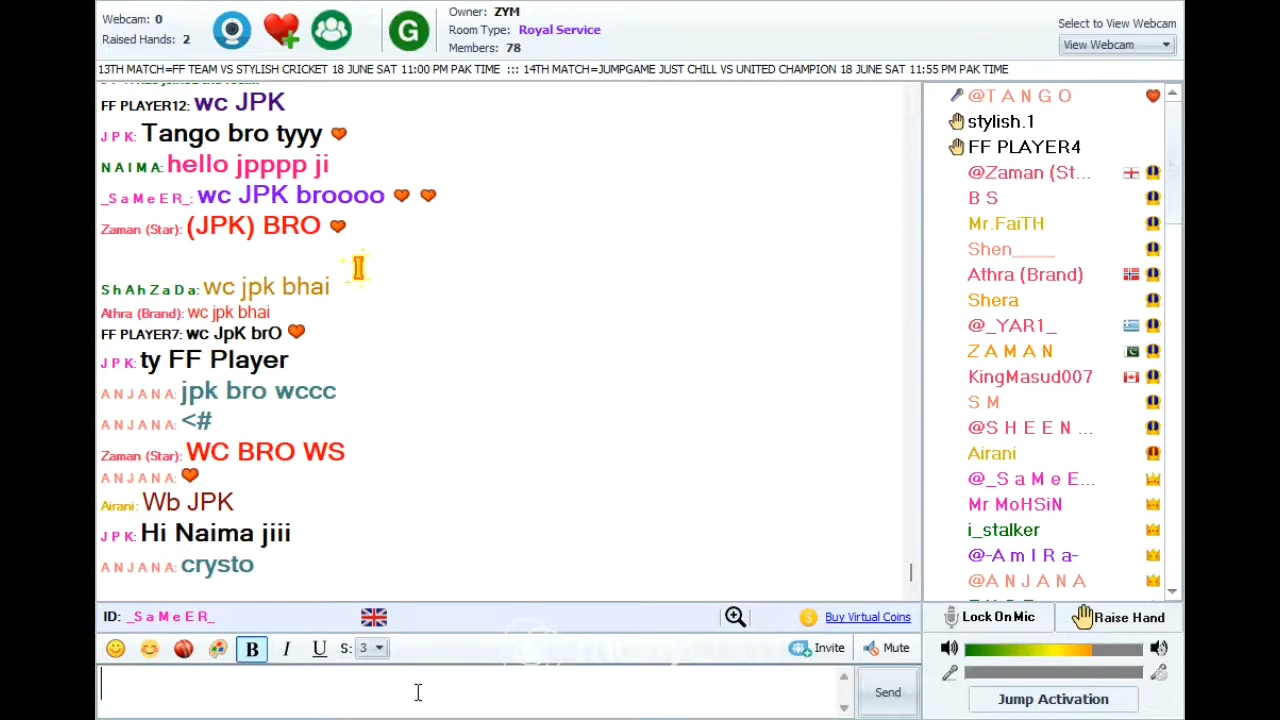 Webcam: 0
Raised Hands: 2
G
Owner: ZYM
Room Type: Royal Service
Members: 78
Select to View Webcam
View Webcam
13TH MATCH=FF TEAM VS STYLISH CRICKET 18 JUNE SAT 11:00 PM PAK TIME ::: 14TH MATCH=JUMPGAME JUST CHILL VS UNITED CHAMPION 18 JUNE SAT 11:55 PM PAK TIME
FF PLAYER12: wc JPK
J P K: Tango bro tyyy
N A I M A: hello jpppp ji
_S a M e E R_: wc JPK broooo
Zaman (Star): (JPK) BRO
S h A h Z a D a: wc jpk bhai
Athra (Brand): wc jpk bhai
FF PLAYER7: wc JpK brO
J P K: ty FF Player
A N J A N A: jpk bro wccc
A N J A N A: <#
Zaman (Star): WC BRO WS
A N J A N A:
Airani: Wb JPK
J P K: Hi Naima jiii
A N J A N A: crysto
@T A N G O
stylish.1
FF PLAYER4
@Zaman (St...
B S
Mr.FaiTH
Shen____
Athra (Brand)
Shera
@_YAR1_
Z A M A N
KingMasud007
S M
@S H E E N ...
Airani
@_S a M e E...
Mr MoHSiN
i_stalker
@-A m I R a-
@A N J A N A
ID: _S a M e E R_
Buy Virtual Coins
Lock On Mic
Raise Hand
B I U S: 3
Invite
Mute
Send
Jump Activation